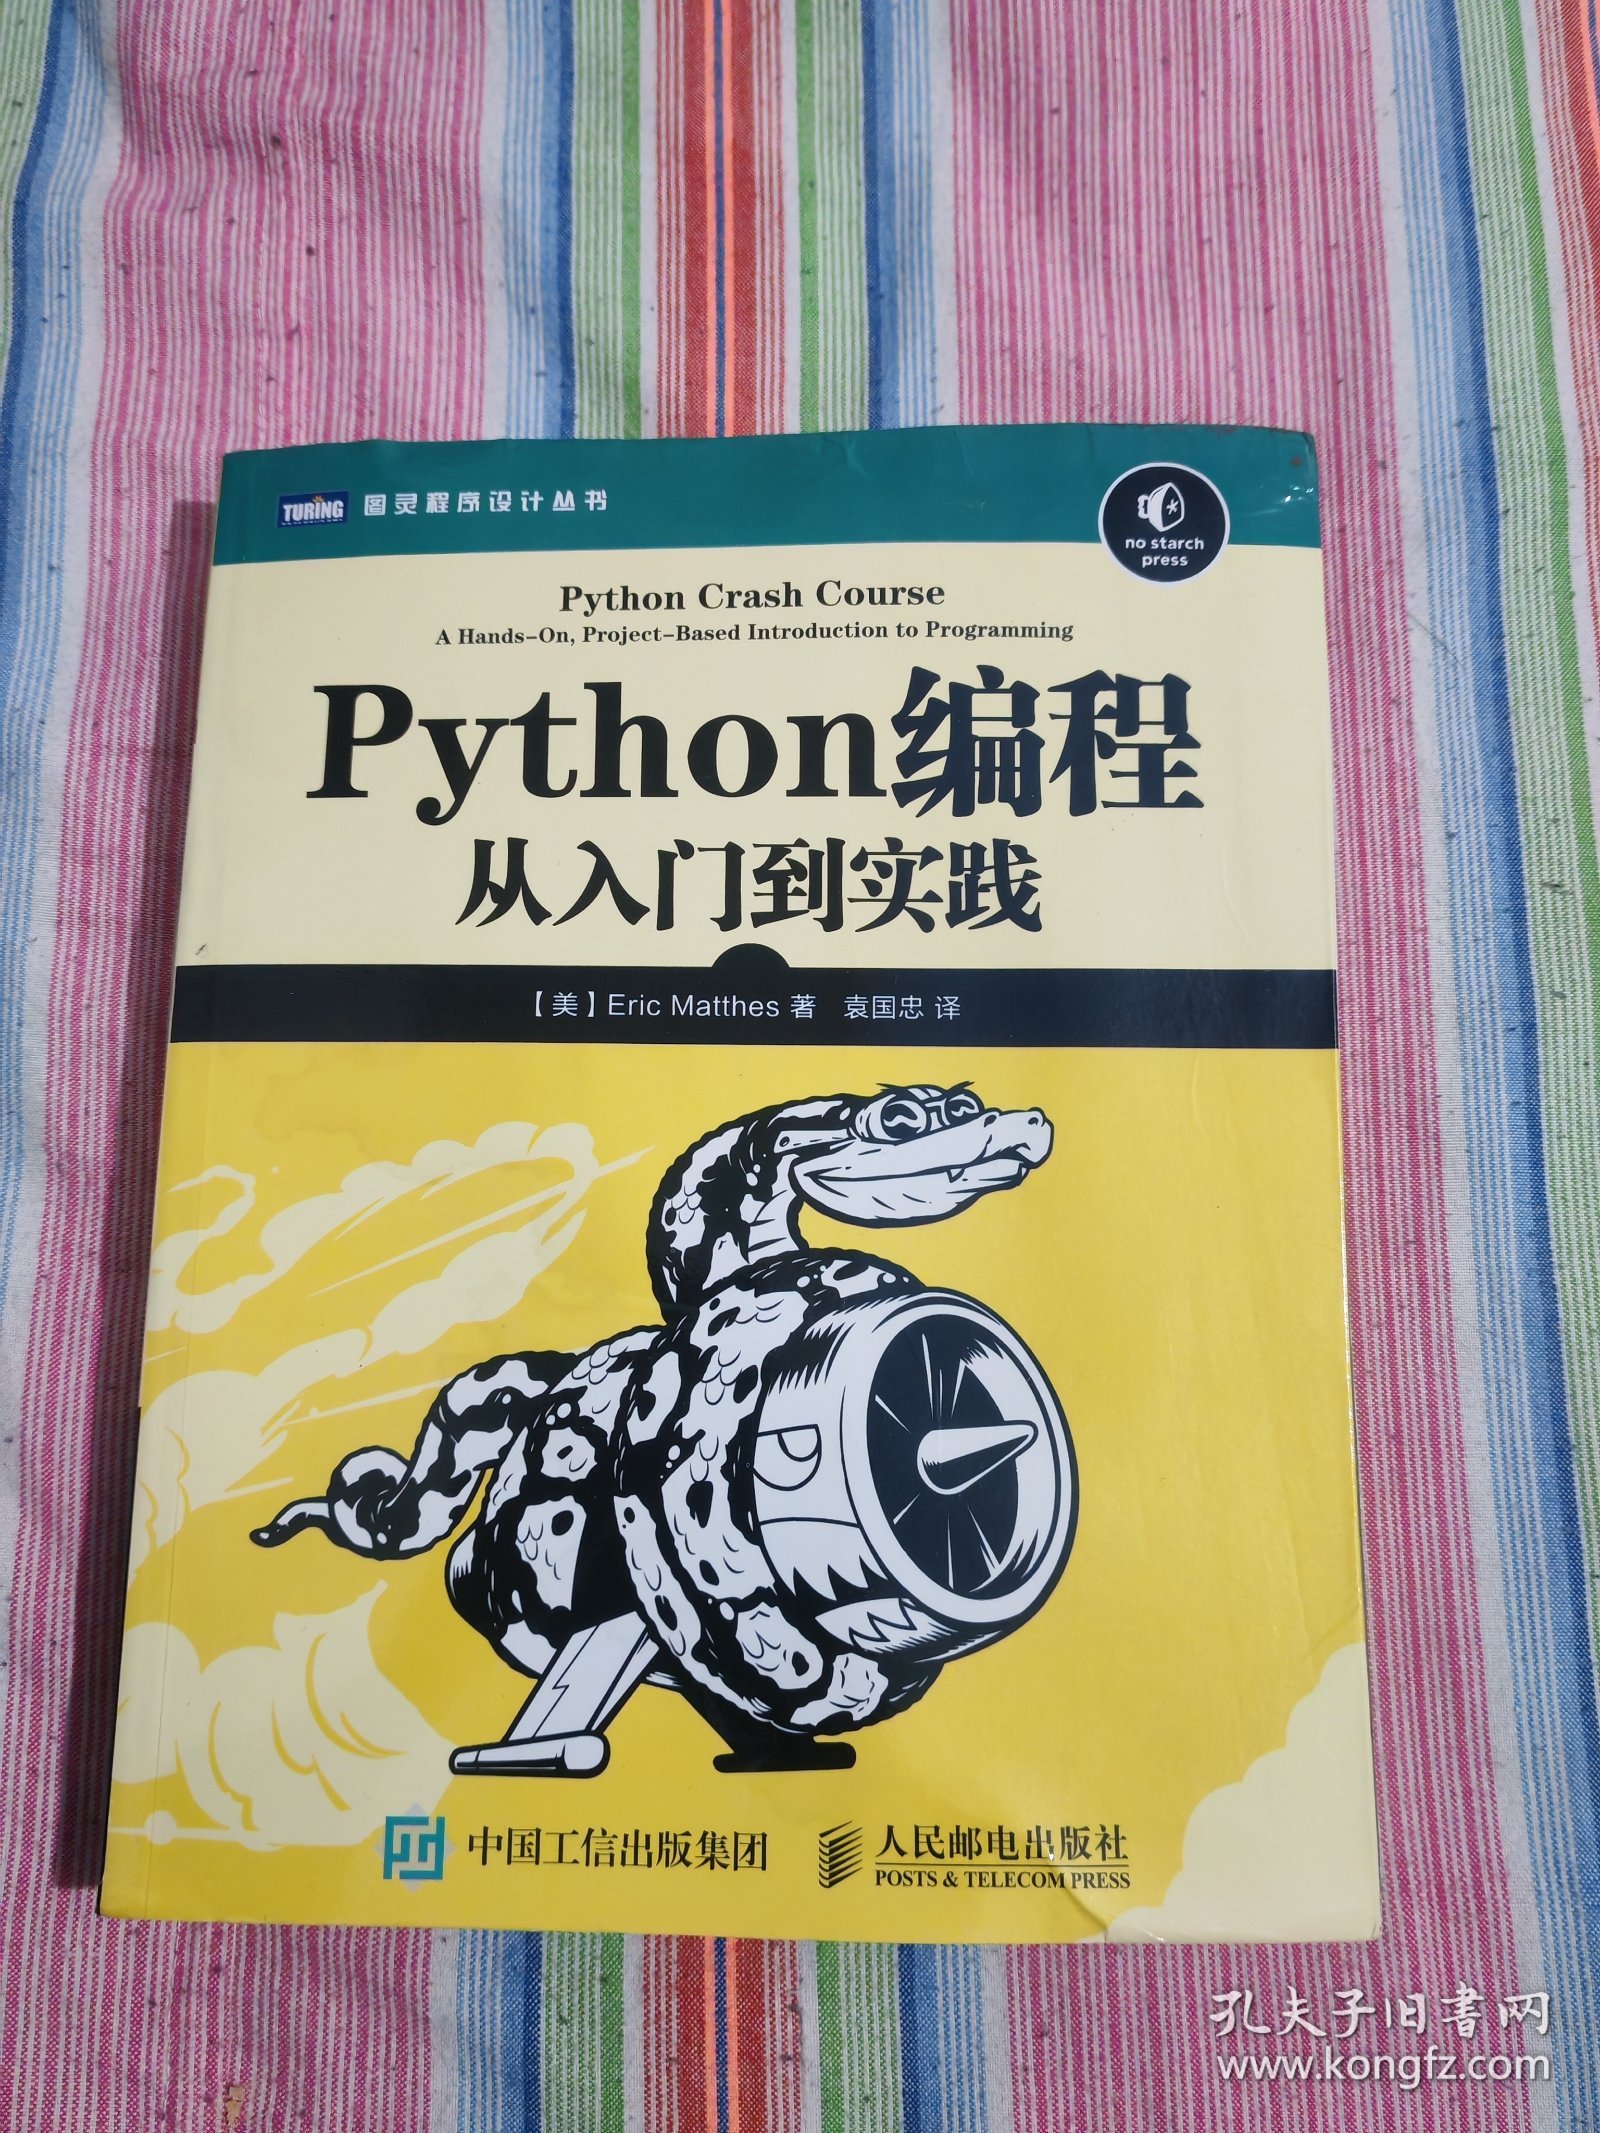 TURING 图灵程序设计丛书
no starch
press
Python Crash Course
A Hands-On, Project-Based Introduction to Programming
Python编程
从入门到实践
【美】Eric Matthes 著 袁国忠 译
中国工信出版集团
人民邮电出版社
POSTS & TELECOM PRESS
孔夫子旧书网
www.kongfz.com